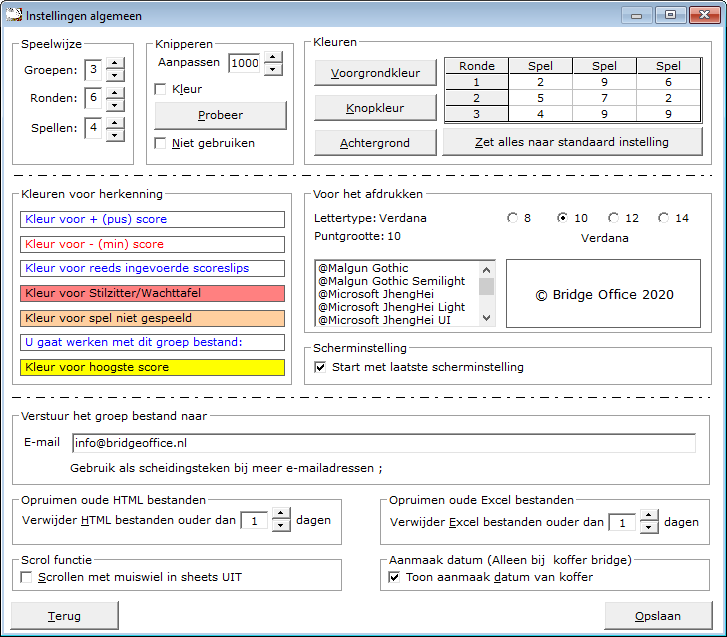 Instellingen algemeen
Speelwijze
Groepen: 3
Ronden: 6
Spellen: 4
Knipperen
Aanpassen 1000
Kleur
Probeer
Niet gebruiken
Kleuren
Voorgrondkleur
Knopkleur
Achtergrond
Ronde Spel Spel Spel
1 2 9 6
2 5 7 2
3 4 9 9
Zet alles naar standaard instelling
Kleuren voor herkenning
Kleur voor + (pus) score
Kleur voor - (min) score
Kleur voor reeds ingevoerde scoreslips
Kleur voor Stilzitter/Wachttafel
Kleur voor spel niet gespeeld
U gaat werken met dit groep bestand:
Kleur voor hoogste score
Voor het afdrukken
Lettertype: Verdana
Puntgrootte: 10
8 10 12 14
Verdana
@Malgun Gothic
@Malgun Gothic Semilight
@Microsoft JhengHei
@Microsoft JhengHei Light
@Microsoft JhengHei UI
© Bridge Office 2020
Scherminstelling
Start met laatste scherminstelling
Verstuur het groep bestand naar
E-mail info@bridgeoffice.nl
Gebruik als scheidingsteken bij meer e-mailadressen ;
Opruimen oude HTML bestanden
Verwijder HTML bestanden ouder dan 1 dagen
Opruimen oude Excel bestanden
Verwijder Excel bestanden ouder dan 1 dagen
Scrol functie
Scrollen met muiswiel in sheets UIT
Aanmaak datum (Alleen bij koffer bridge)
Toon aanmaak datum van koffer
Terug
Opslaan